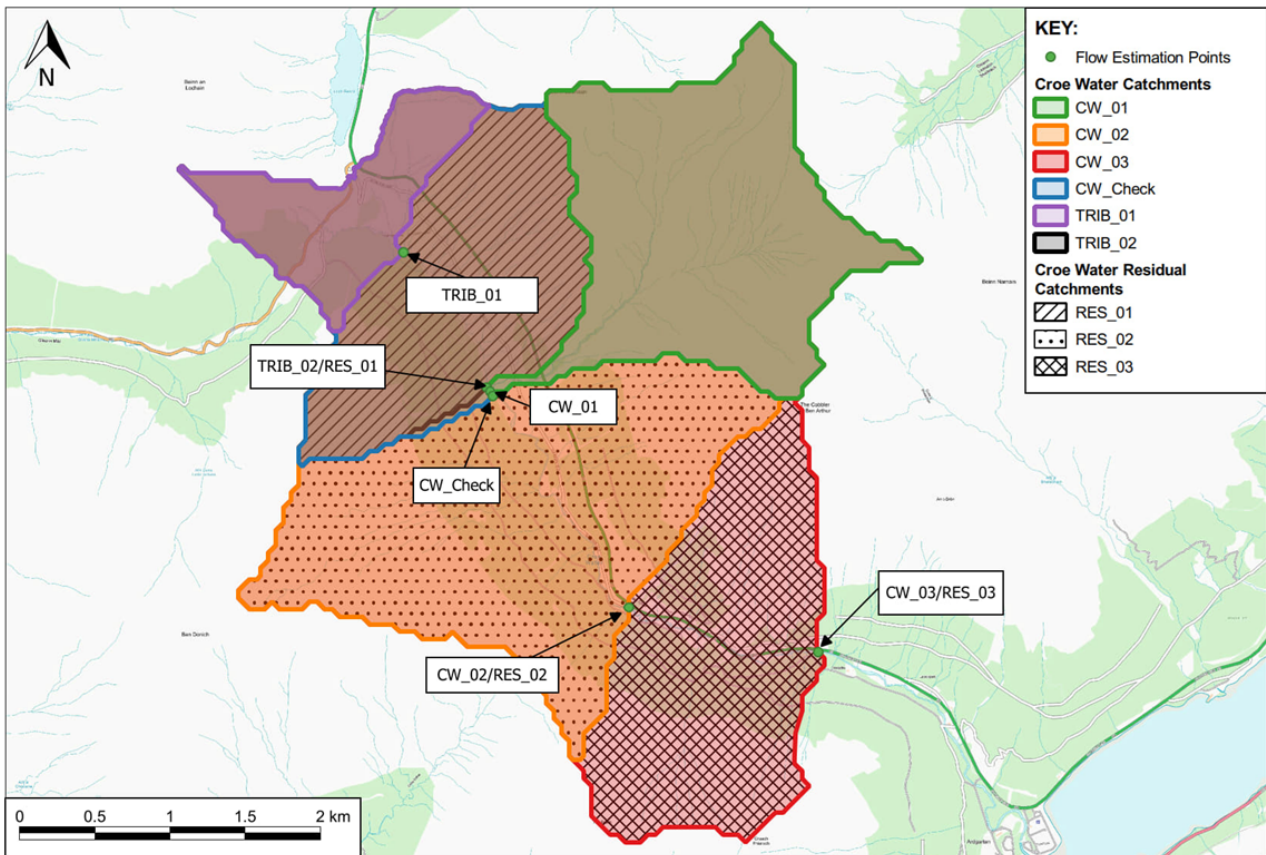 N
Beinn an
Lochain
KEY:
Flow Estimation Points
Croe Water Catchments
CW_01
CW_02
CW_03
CW_Check
TRIB_01
TRIB_02
Croe Water Residual
Catchments
RES_01
RES_02
RES_03
TRIB_01
Beinn Narnain
TRIB_02/RES_01
CW_01
The Cobbler
Ben Arthur
CW_Check
CW_03/RES_03
Ben Donich
CW_02/RES_02
0 0.5 1 1.5 2 km
Ardgartan